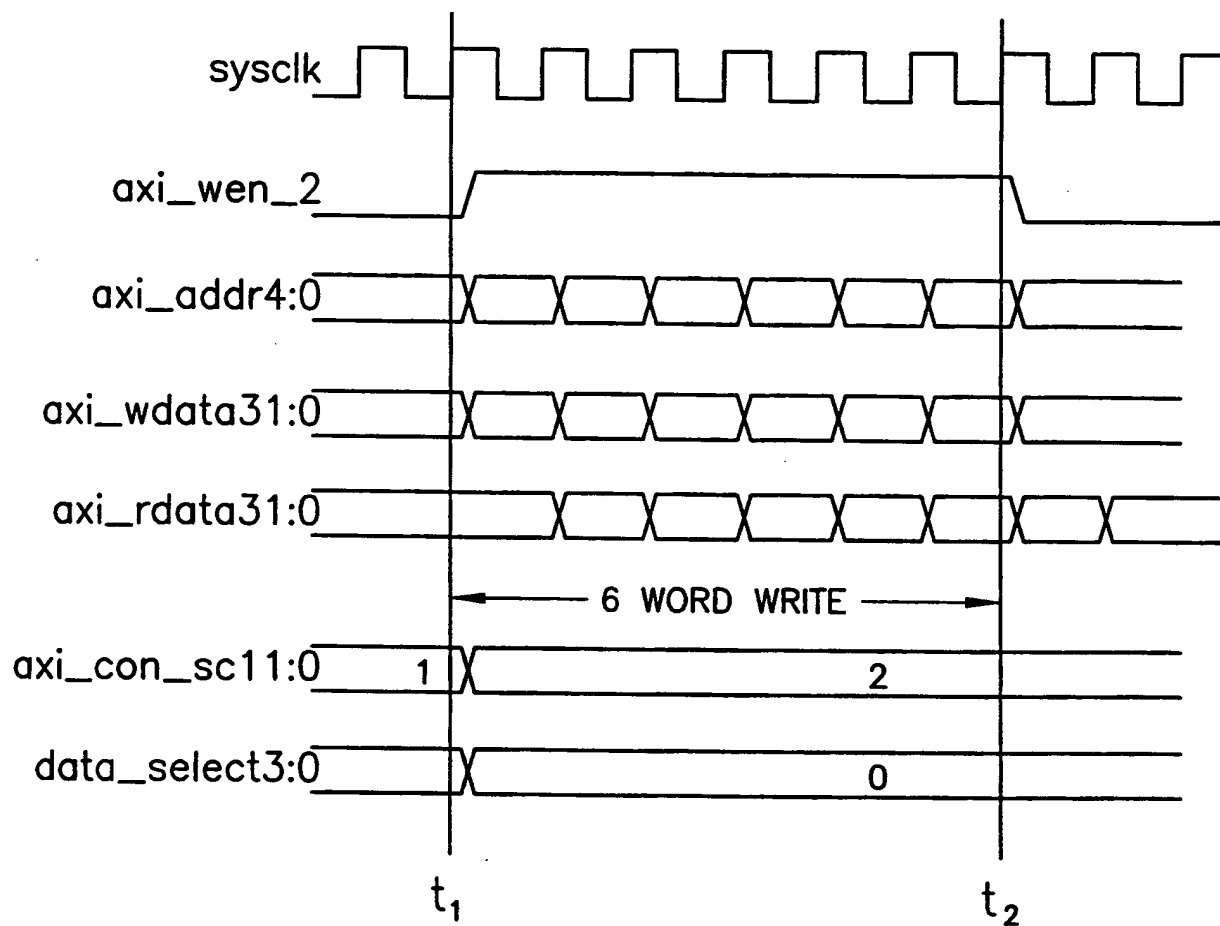 sysclk
axi_wen_2
axi_addr4:0
axi_wdata31:0
axi_rdata31:0
6 WORD WRITE
axi_con_sc11:0 1 2
data_select3:0 0
t1 t2